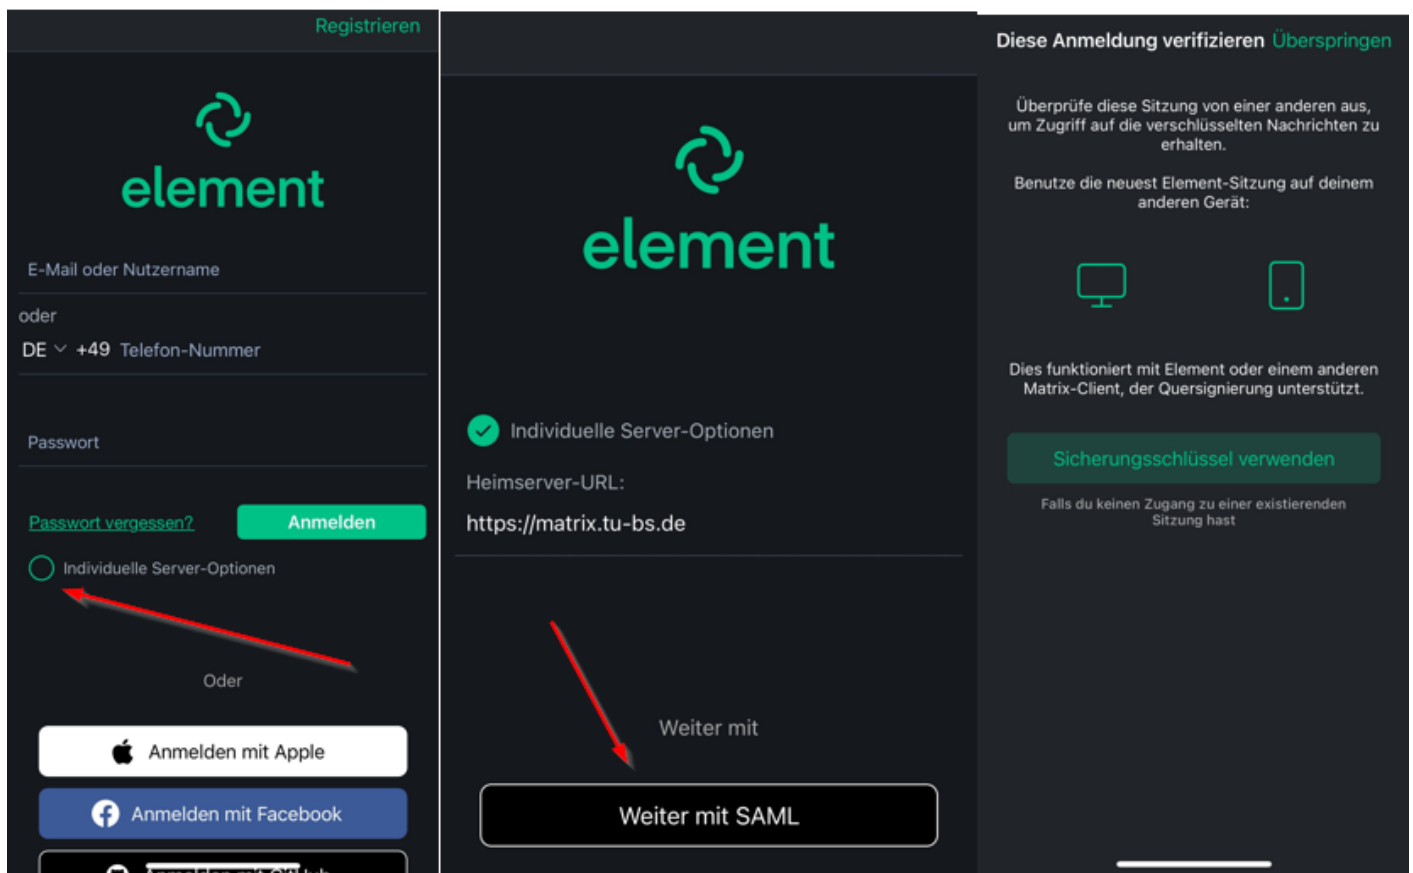 Registrieren
element
E-Mail oder Nutzername
oder
DE +49 Telefon-Nummer
Passwort
Passwort vergessen?
Anmelden
Individuelle Server-Optionen
Oder
Anmelden mit Apple
Anmelden mit Facebook
Anmelden mit GitHub
element
Individuelle Server-Optionen
Heimserver-URL:
https://matrix.tu-bs.de
Weiter mit
Weiter mit SAML
Diese Anmeldung verifizieren Überspringen
Überprüfe diese Sitzung von einer anderen aus,
um Zugriff auf die verschlüsselten Nachrichten zu
erhalten.
Benutze die neuest Element-Sitzung auf deinem
anderen Gerät:
Dies funktioniert mit Element oder einem anderen
Matrix-Client, der Quersignierung unterstützt.
Sicherungsschlüssel verwenden
Falls du keinen Zugang zu einer existierenden
Sitzung hast